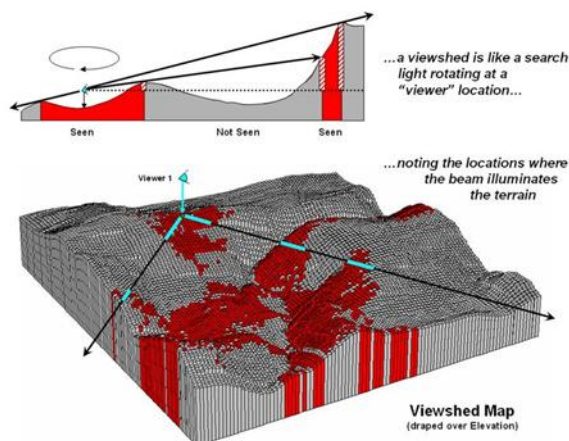 ...a viewshed is like a search
light rotating at a
“viewer” location...
Seen
Not Seen
Seen
...noting the locations where
the beam illuminates
the terrain
Viewer 1
Viewshed Map
(draped over Elevation)